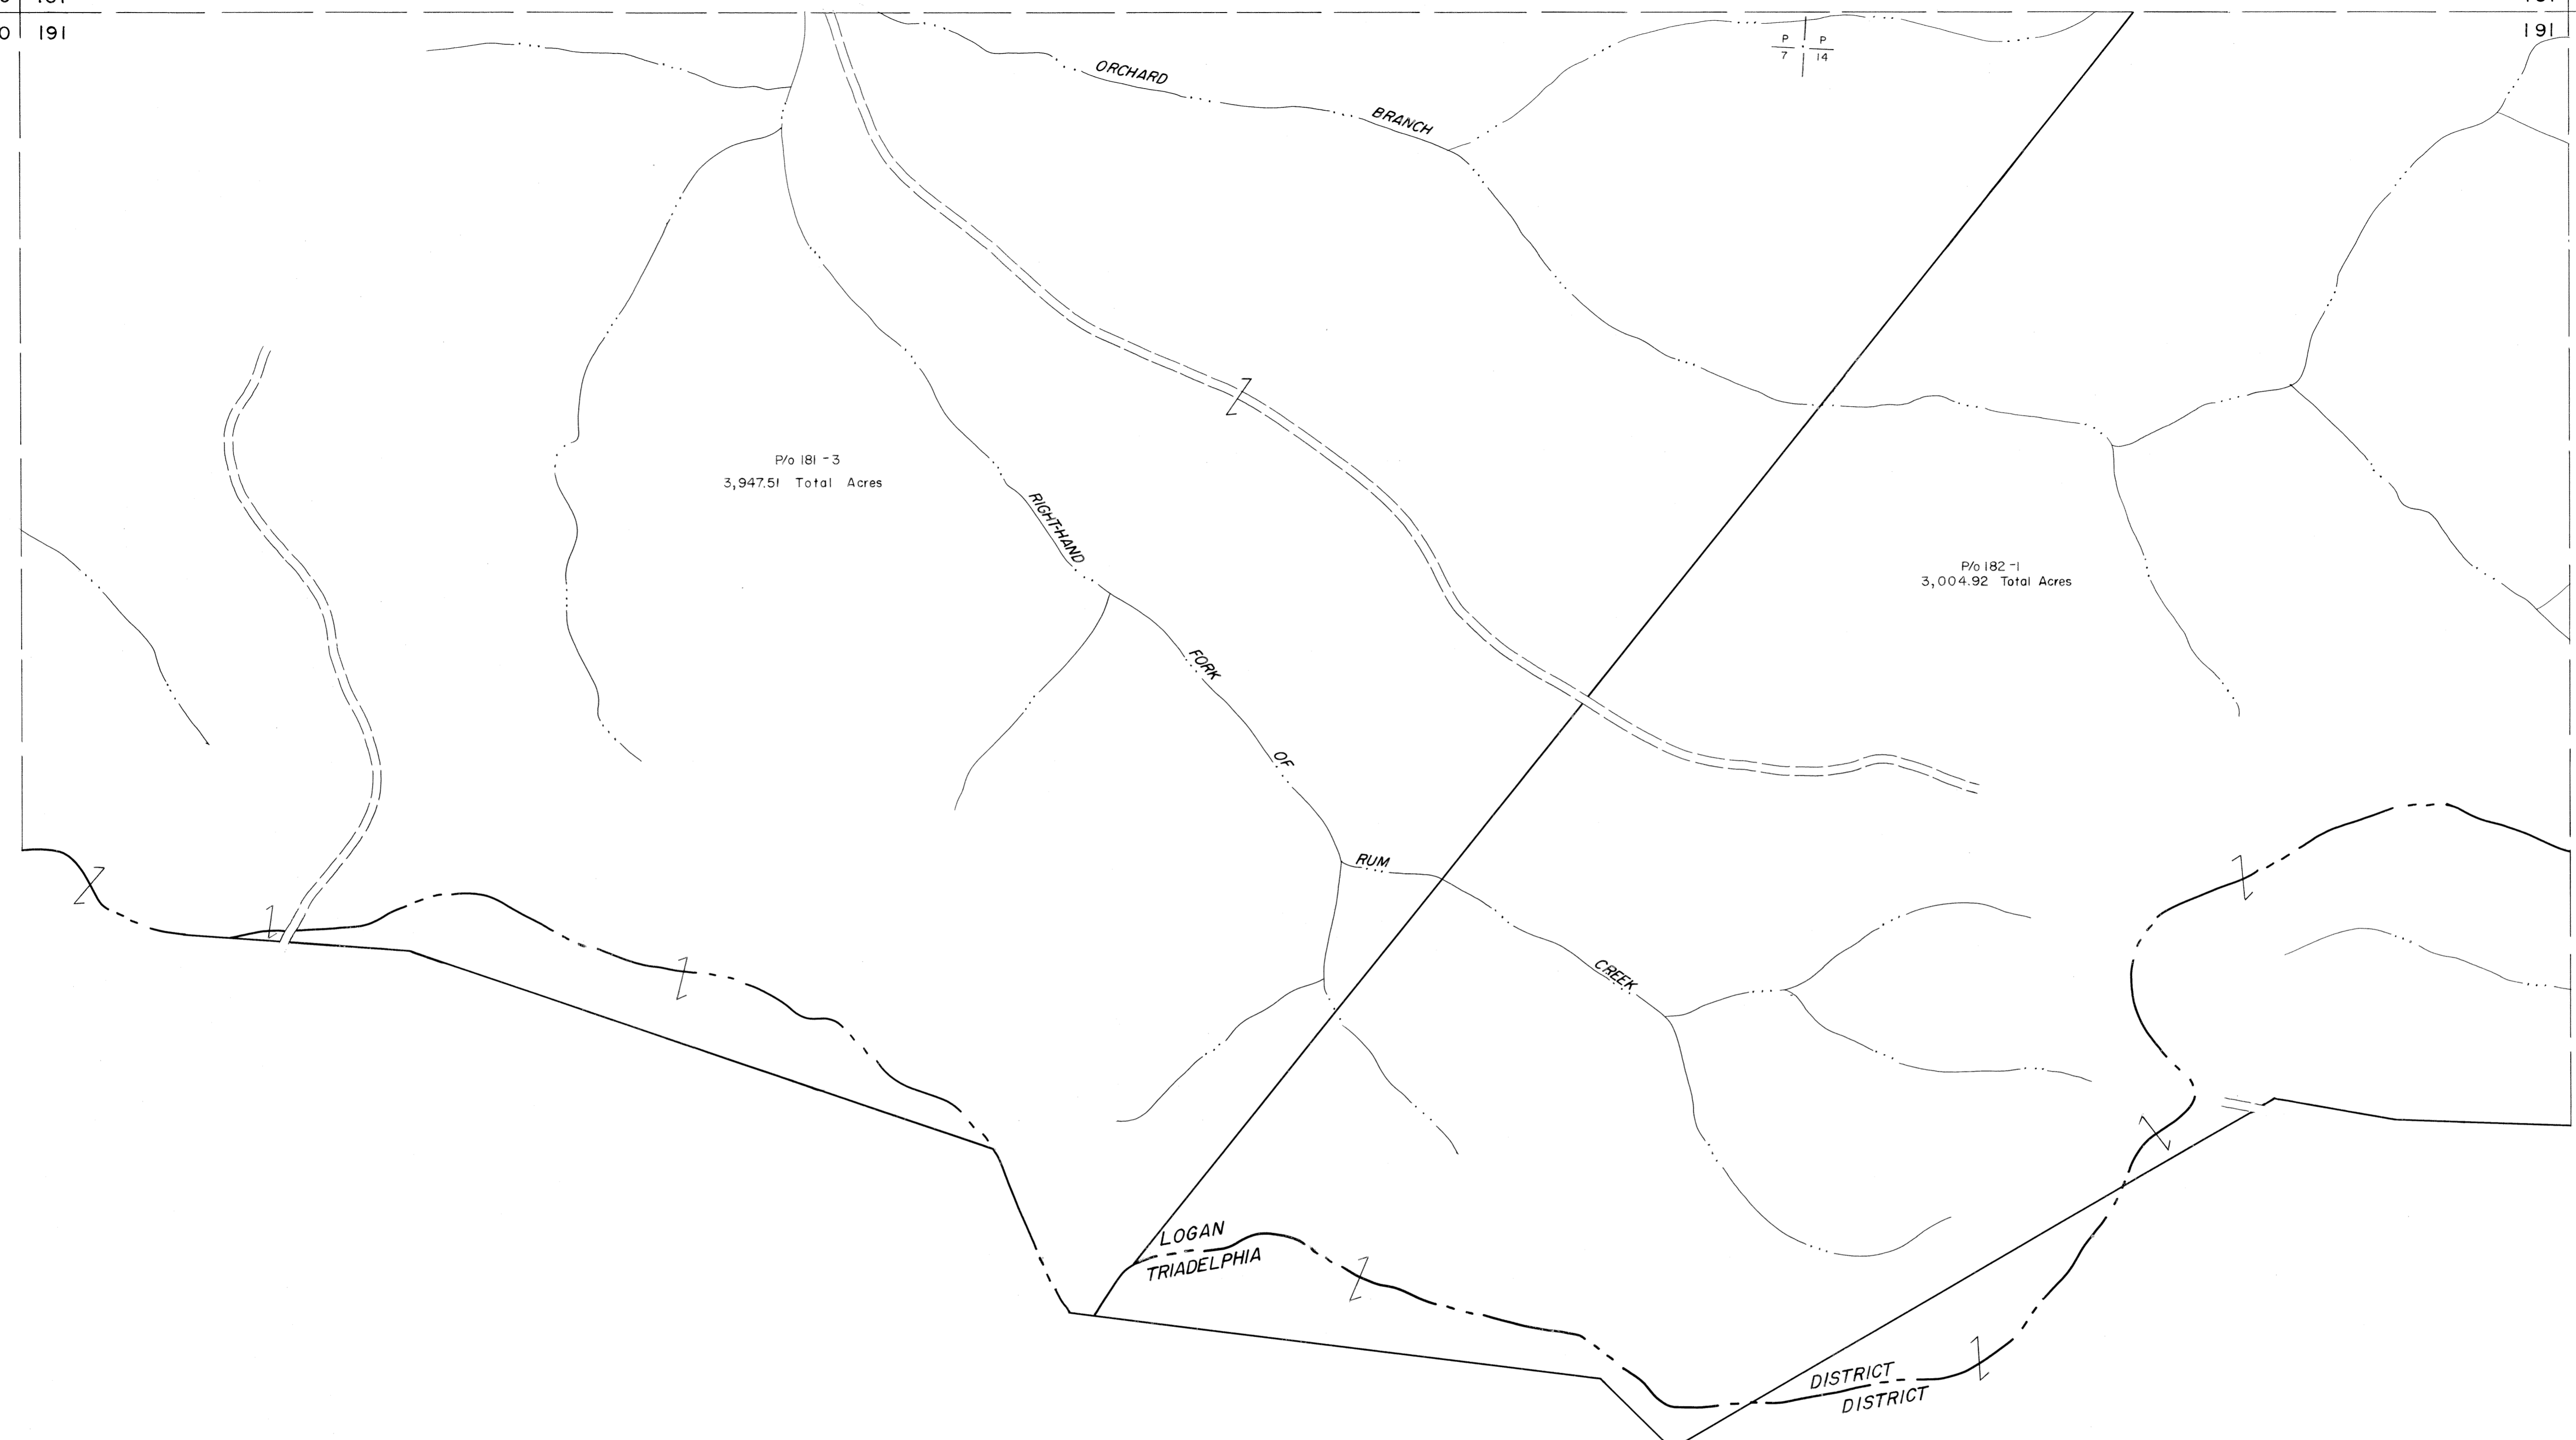 191
191
P P
7 14
ORCHARD
BRANCH
P/o 181-3
3,947.51 Total Acres
RIGHT-HAND
P/o 182-1
3,004.92 Total Acres
FORK
OF
RUM
CREEK
LOGAN
TRIADELPHIA
DISTRICT
DISTRICT